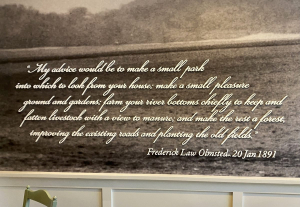 "My advice would be to make a small park
into which to look from your house; make a small pleasure
ground and gardens; farm your river bottoms chiefly to keep and
fatten livestock with a view to manure; and make the rest a forest,
improving the existing roads and planting the old fields.
Frederick Law Olmsted, 20 Jan 1891